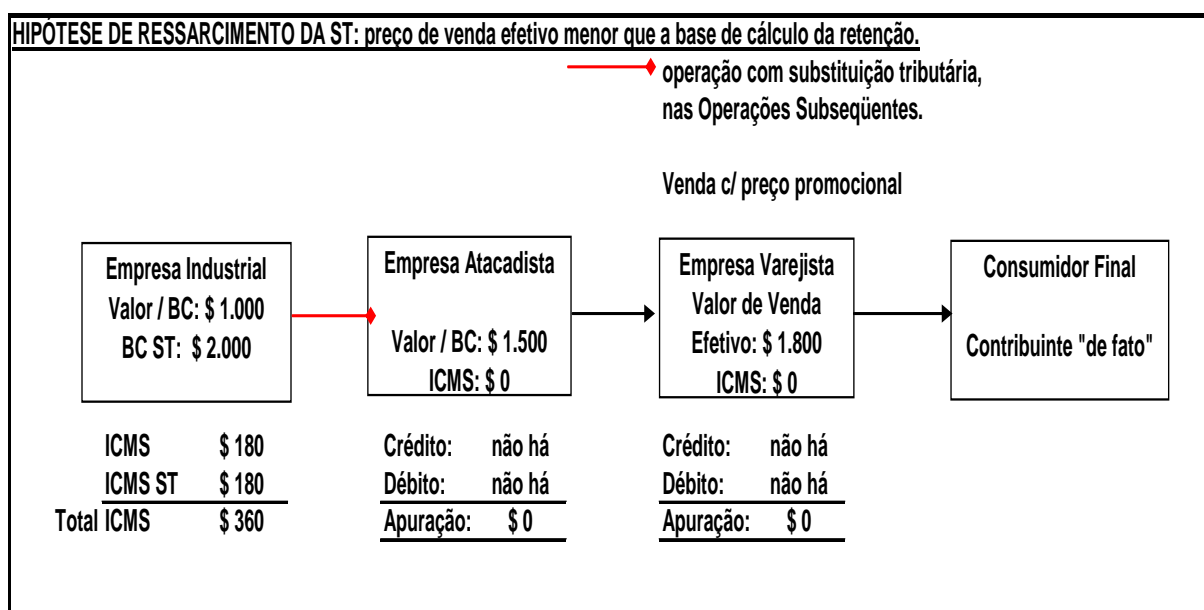 HIPÓTESE DE RESSARCIMENTO DA ST: preço de venda efetivo menor que a base de cálculo da retenção.
operação com substituição tributária,
nas Operações Subseqüentes.
Venda c/ preço promocional
Empresa Industrial
Valor / BC: $ 1.000
BC ST: $ 2.000
Empresa Atacadista
Valor / BC: $ 1.500
ICMS: $ 0
Empresa Varejista
Valor de Venda
Efetivo: $ 1.800
ICMS: $ 0
Consumidor Final
Contribuinte "de fato"
ICMS $ 180
ICMS ST $ 180
Total ICMS $ 360
Crédito: não há
Débito: não há
Apuração: $ 0
Crédito: não há
Débito: não há
Apuração: $ 0